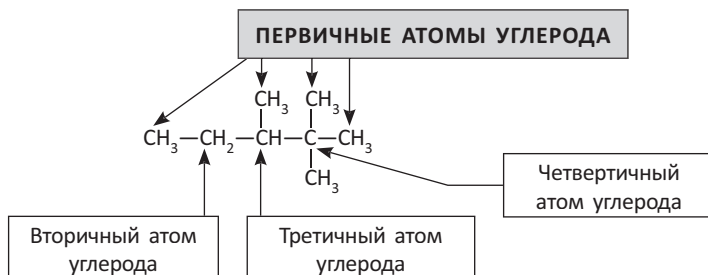 ПЕРВИЧНЫЕ АТОМЫ УГЛЕРОДА
CH₃ CH₃
CH₃—CH₂—CH—C—CH₃
CH₃
Четвертичный
атом углерода
Вторичный атом
углерода
Третичный атом
углерода